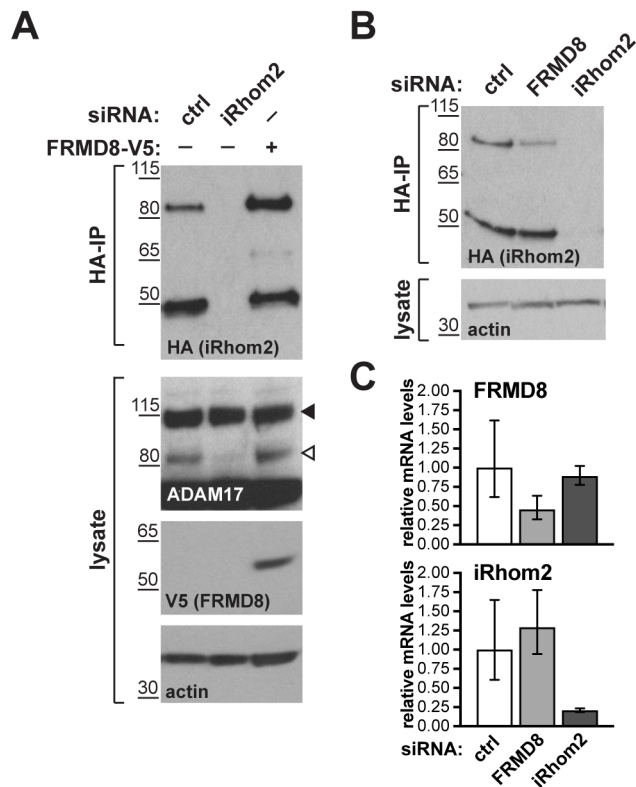 A
siRNA: ctrl iRhom2 –
FRMD8-V5: – – +
HA-IP
115
80
65
50
HA (iRhom2)
lysate
115
80
ADAM17
65
50
V5 (FRMD8)
30
actin
B
siRNA: ctrl FRMD8 iRhom2
HA-IP
115
80
65
50
HA (iRhom2)
lysate
30
actin
C
FRMD8
relative mRNA levels
2.00
1.75
1.50
1.25
1.00
0.75
0.50
0.25
0.00
iRhom2
relative mRNA levels
2.00
1.75
1.50
1.25
1.00
0.75
0.50
0.25
0.00
siRNA: ctrl FRMD8 iRhom2